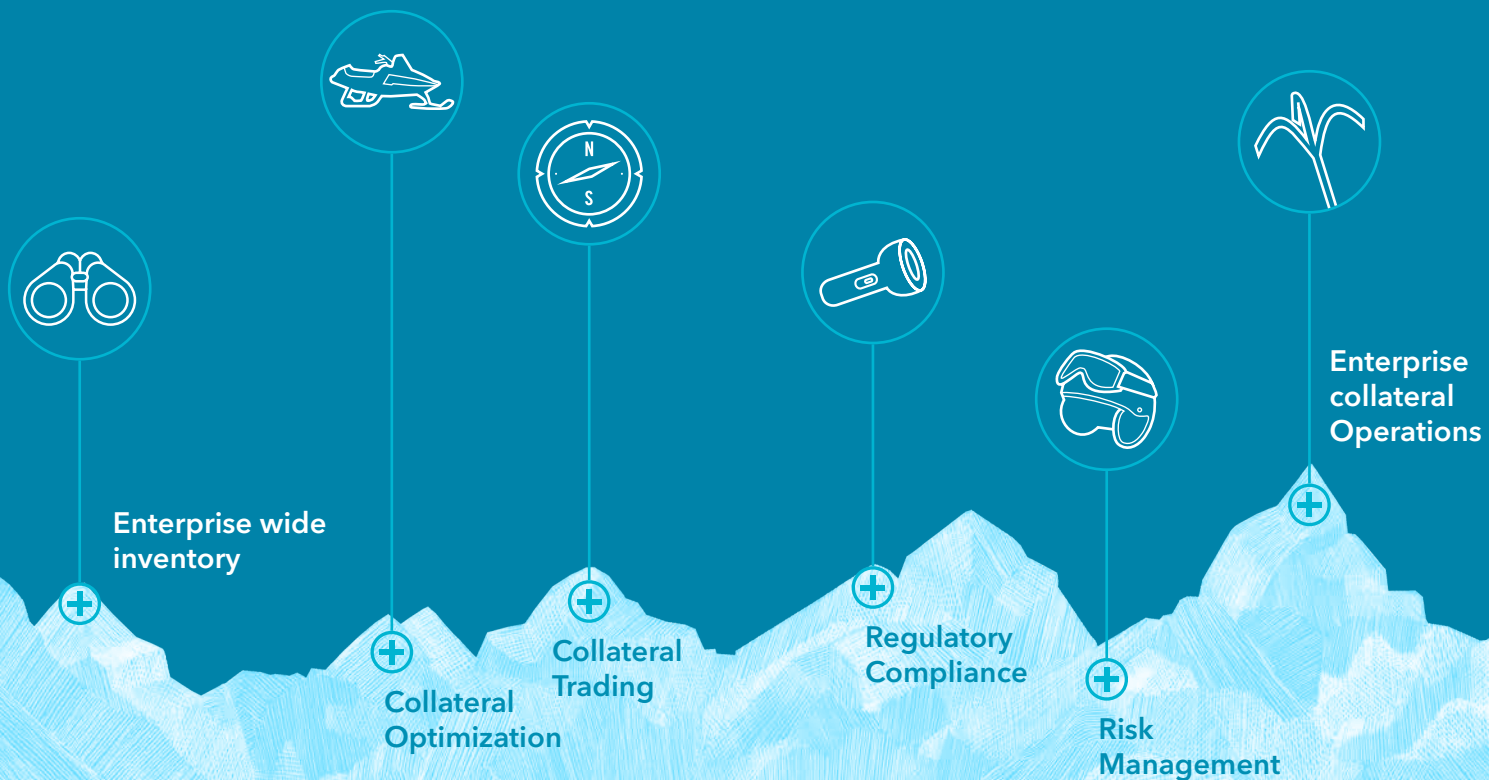 Enterprise wide
inventory
Collateral
Optimization
N
S
Collateral
Trading
Regulatory
Compliance
Risk
Management
Enterprise
collateral
Operations